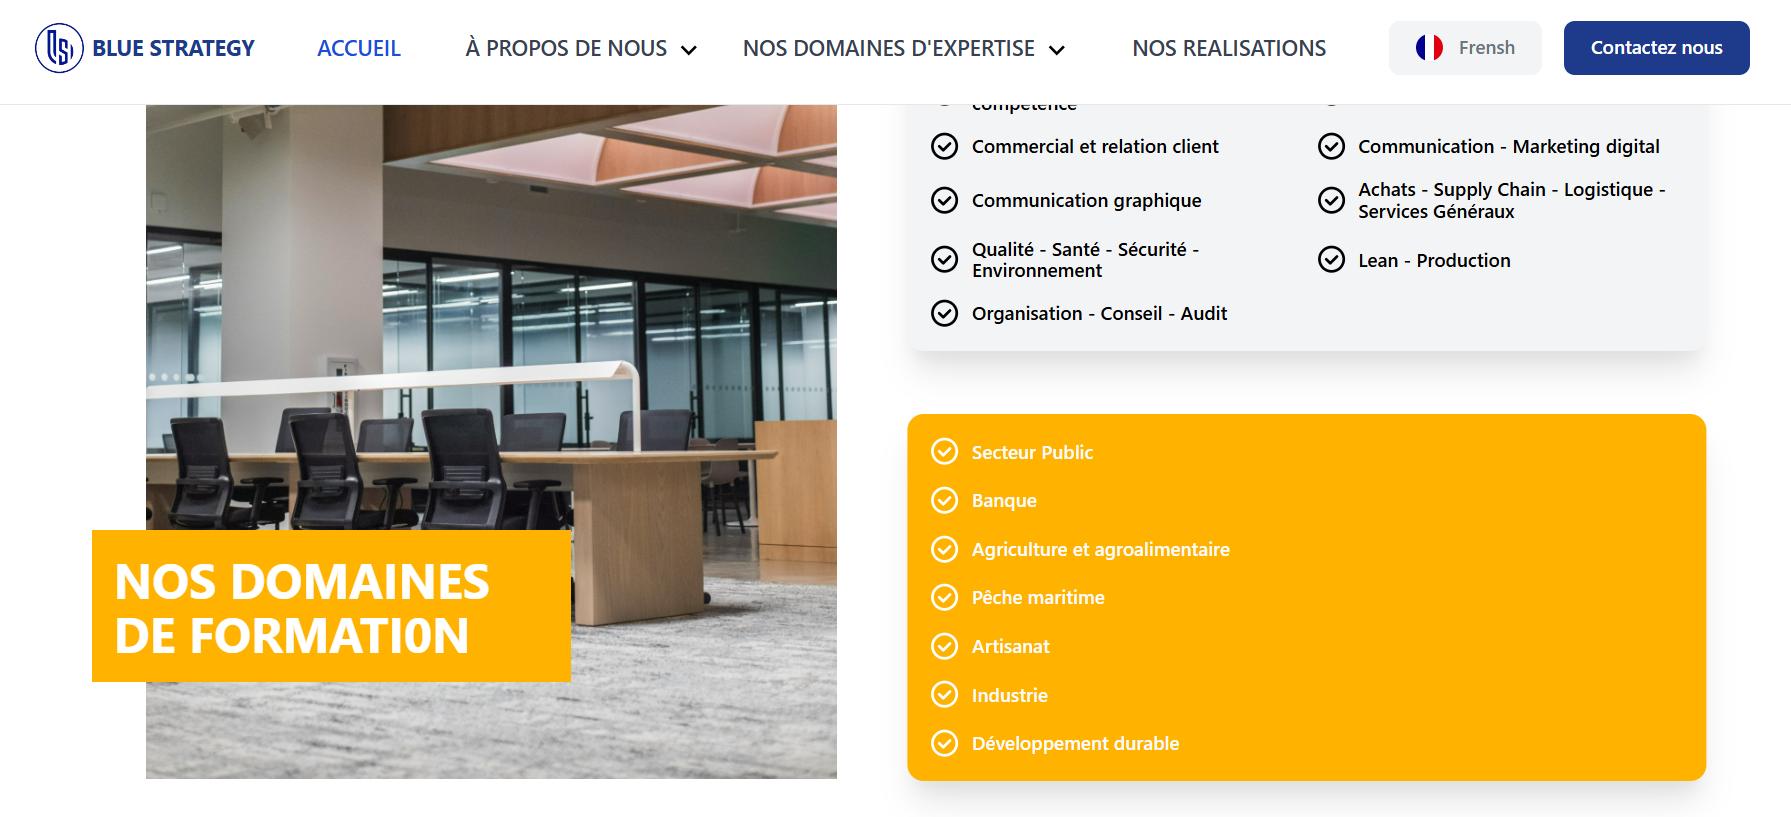 BLUE STRATEGY
ACCUEIL
À PROPOS DE NOUS
NOS DOMAINES D'EXPERTISE
NOS REALISATIONS
Frensh
Contactez nous
compétence
Commercial et relation client
Communication - Marketing digital
Communication graphique
Achats - Supply Chain - Logistique -
Services Généraux
Qualité - Santé - Sécurité -
Environnement
Lean - Production
Organisation - Conseil - Audit
NOS DOMAINES
DE FORMATI0N
Secteur Public
Banque
Agriculture et agroalimentaire
Pêche maritime
Artisanat
Industrie
Développement durable